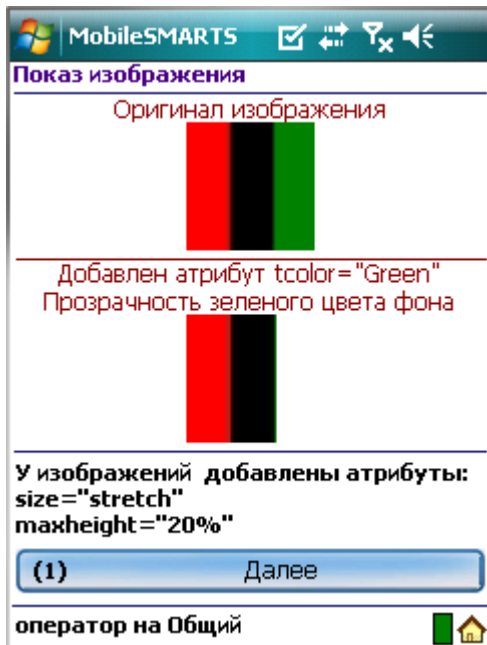 MobileSMARTS
Показ изображения
Оригинал изображения
Добавлен атрибут tcolor="Green"
Прозрачность зеленого цвета фона
У изображений добавлены атрибуты:
size="stretch"
maxheight="20%"
(1) Далее
оператор на Общий